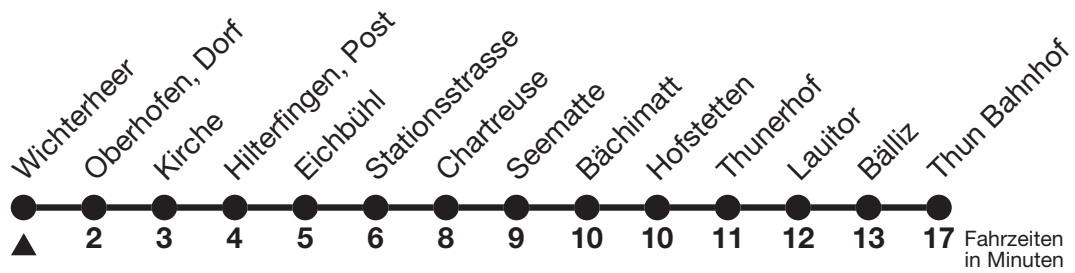 Wichterheer
Oberhofen, Dorf
Kirche
Hilterfingen, Post
Eichbühl
Stationsstrasse
Chartreuse
Seematte
Bächimatt
Hofstetten
Thunerhof
Lauitor
Bälliz
Thun Bahnhof
2 3 4 5 6 8 9 10 10 11 12 13 17 Fahrzeiten
in Minuten